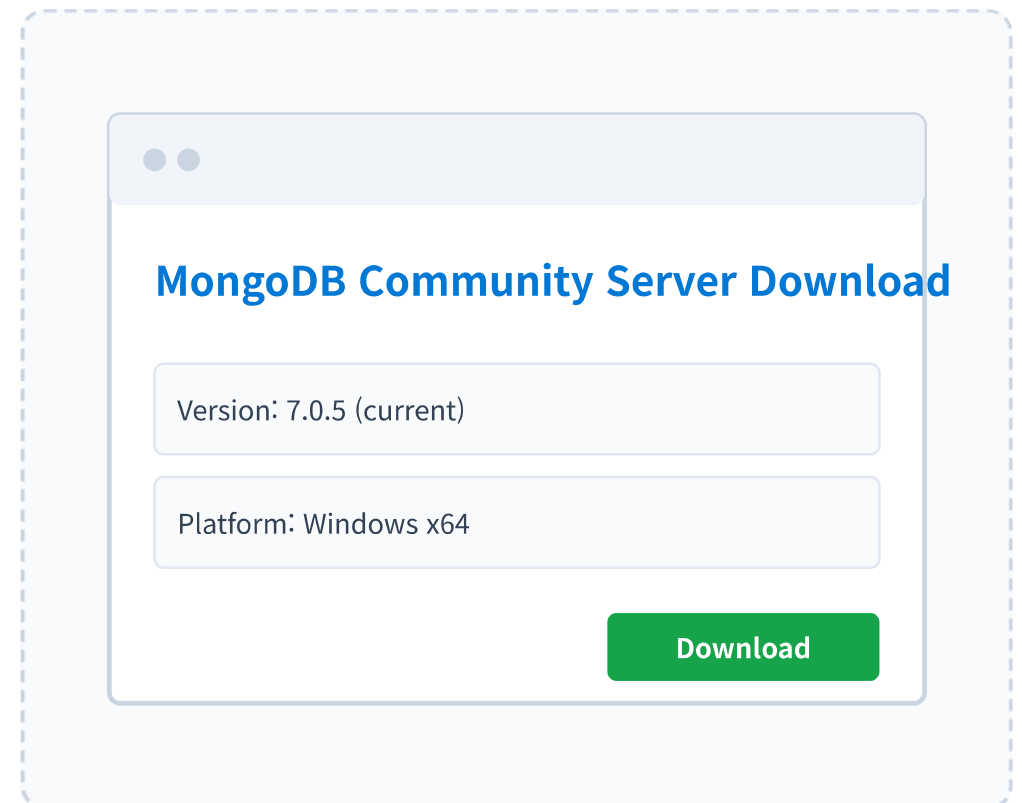 MongoDB Community Server Download
Version: 7.0.5 (current)
Platform: Windows x64
Download